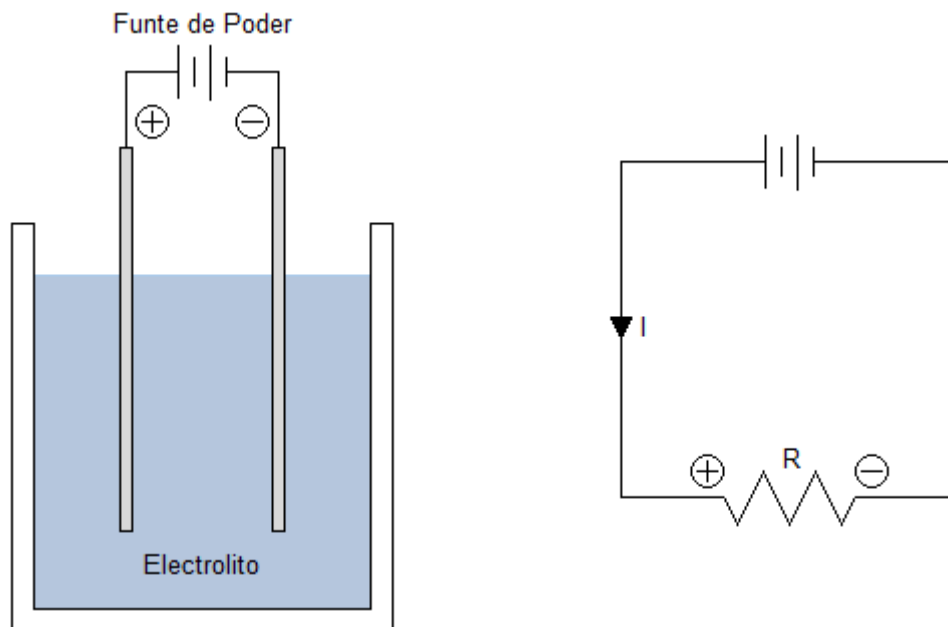 Funte de Poder
+
−
I
R
+
−
Electrolito